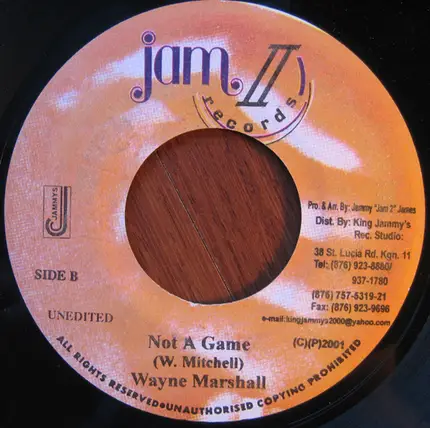 jam II
records
JAMMYS
Pro. & Arr. By: Jammy "Jam 2" James
Dist. By: King Jammy's
Rec. Studio:
38 St. Lucia Rd. Kgn. 11
Tel: (876) 923-8880/
937-1780
(876) 757-5319-21
Fax: (876) 923-9696
e-mail:kingjammys2000@yahoo.com
SIDE B
UNEDITED
Not A Game
(W. Mitchell)
Wayne Marshall
(C)(P)2001
ALL RIGHTS RESERVED•UNAUTHORISED COPYING PROHIBITED